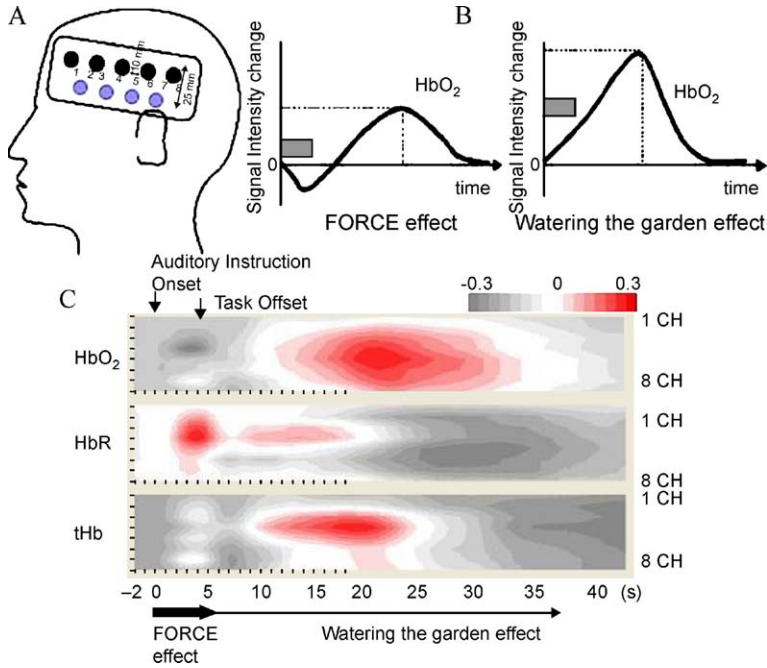 A
B
1 2 3 4 5 6 7 8
110 mm
25 mm
Signal Intensity change
HbO2
0
time
FORCE effect
Signal Intensity change
HbO2
0
time
Watering the garden effect
Auditory Instruction
Onset
C
Task Offset
-0.3 0 0.3
HbO2
1 CH
8 CH
HbR
1 CH
8 CH
tHb
1 CH
8 CH
−2 0 5 10 15 20 25 30 35 40 (s)
FORCE
effect
Watering the garden effect